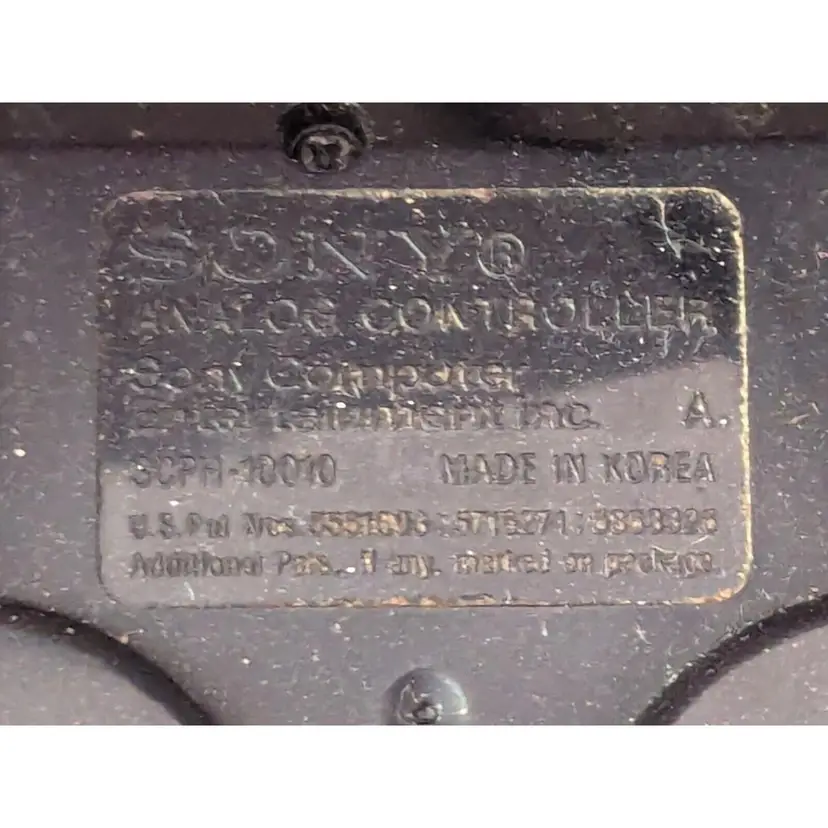 SONY®
ANALOG CONTROLLER
Sony Computer
Entertainment Inc. A.
SCPH-10010 MADE IN KOREA
U.S. Pat Nos. 5716271;
Additional Pats., if any, marked on package.